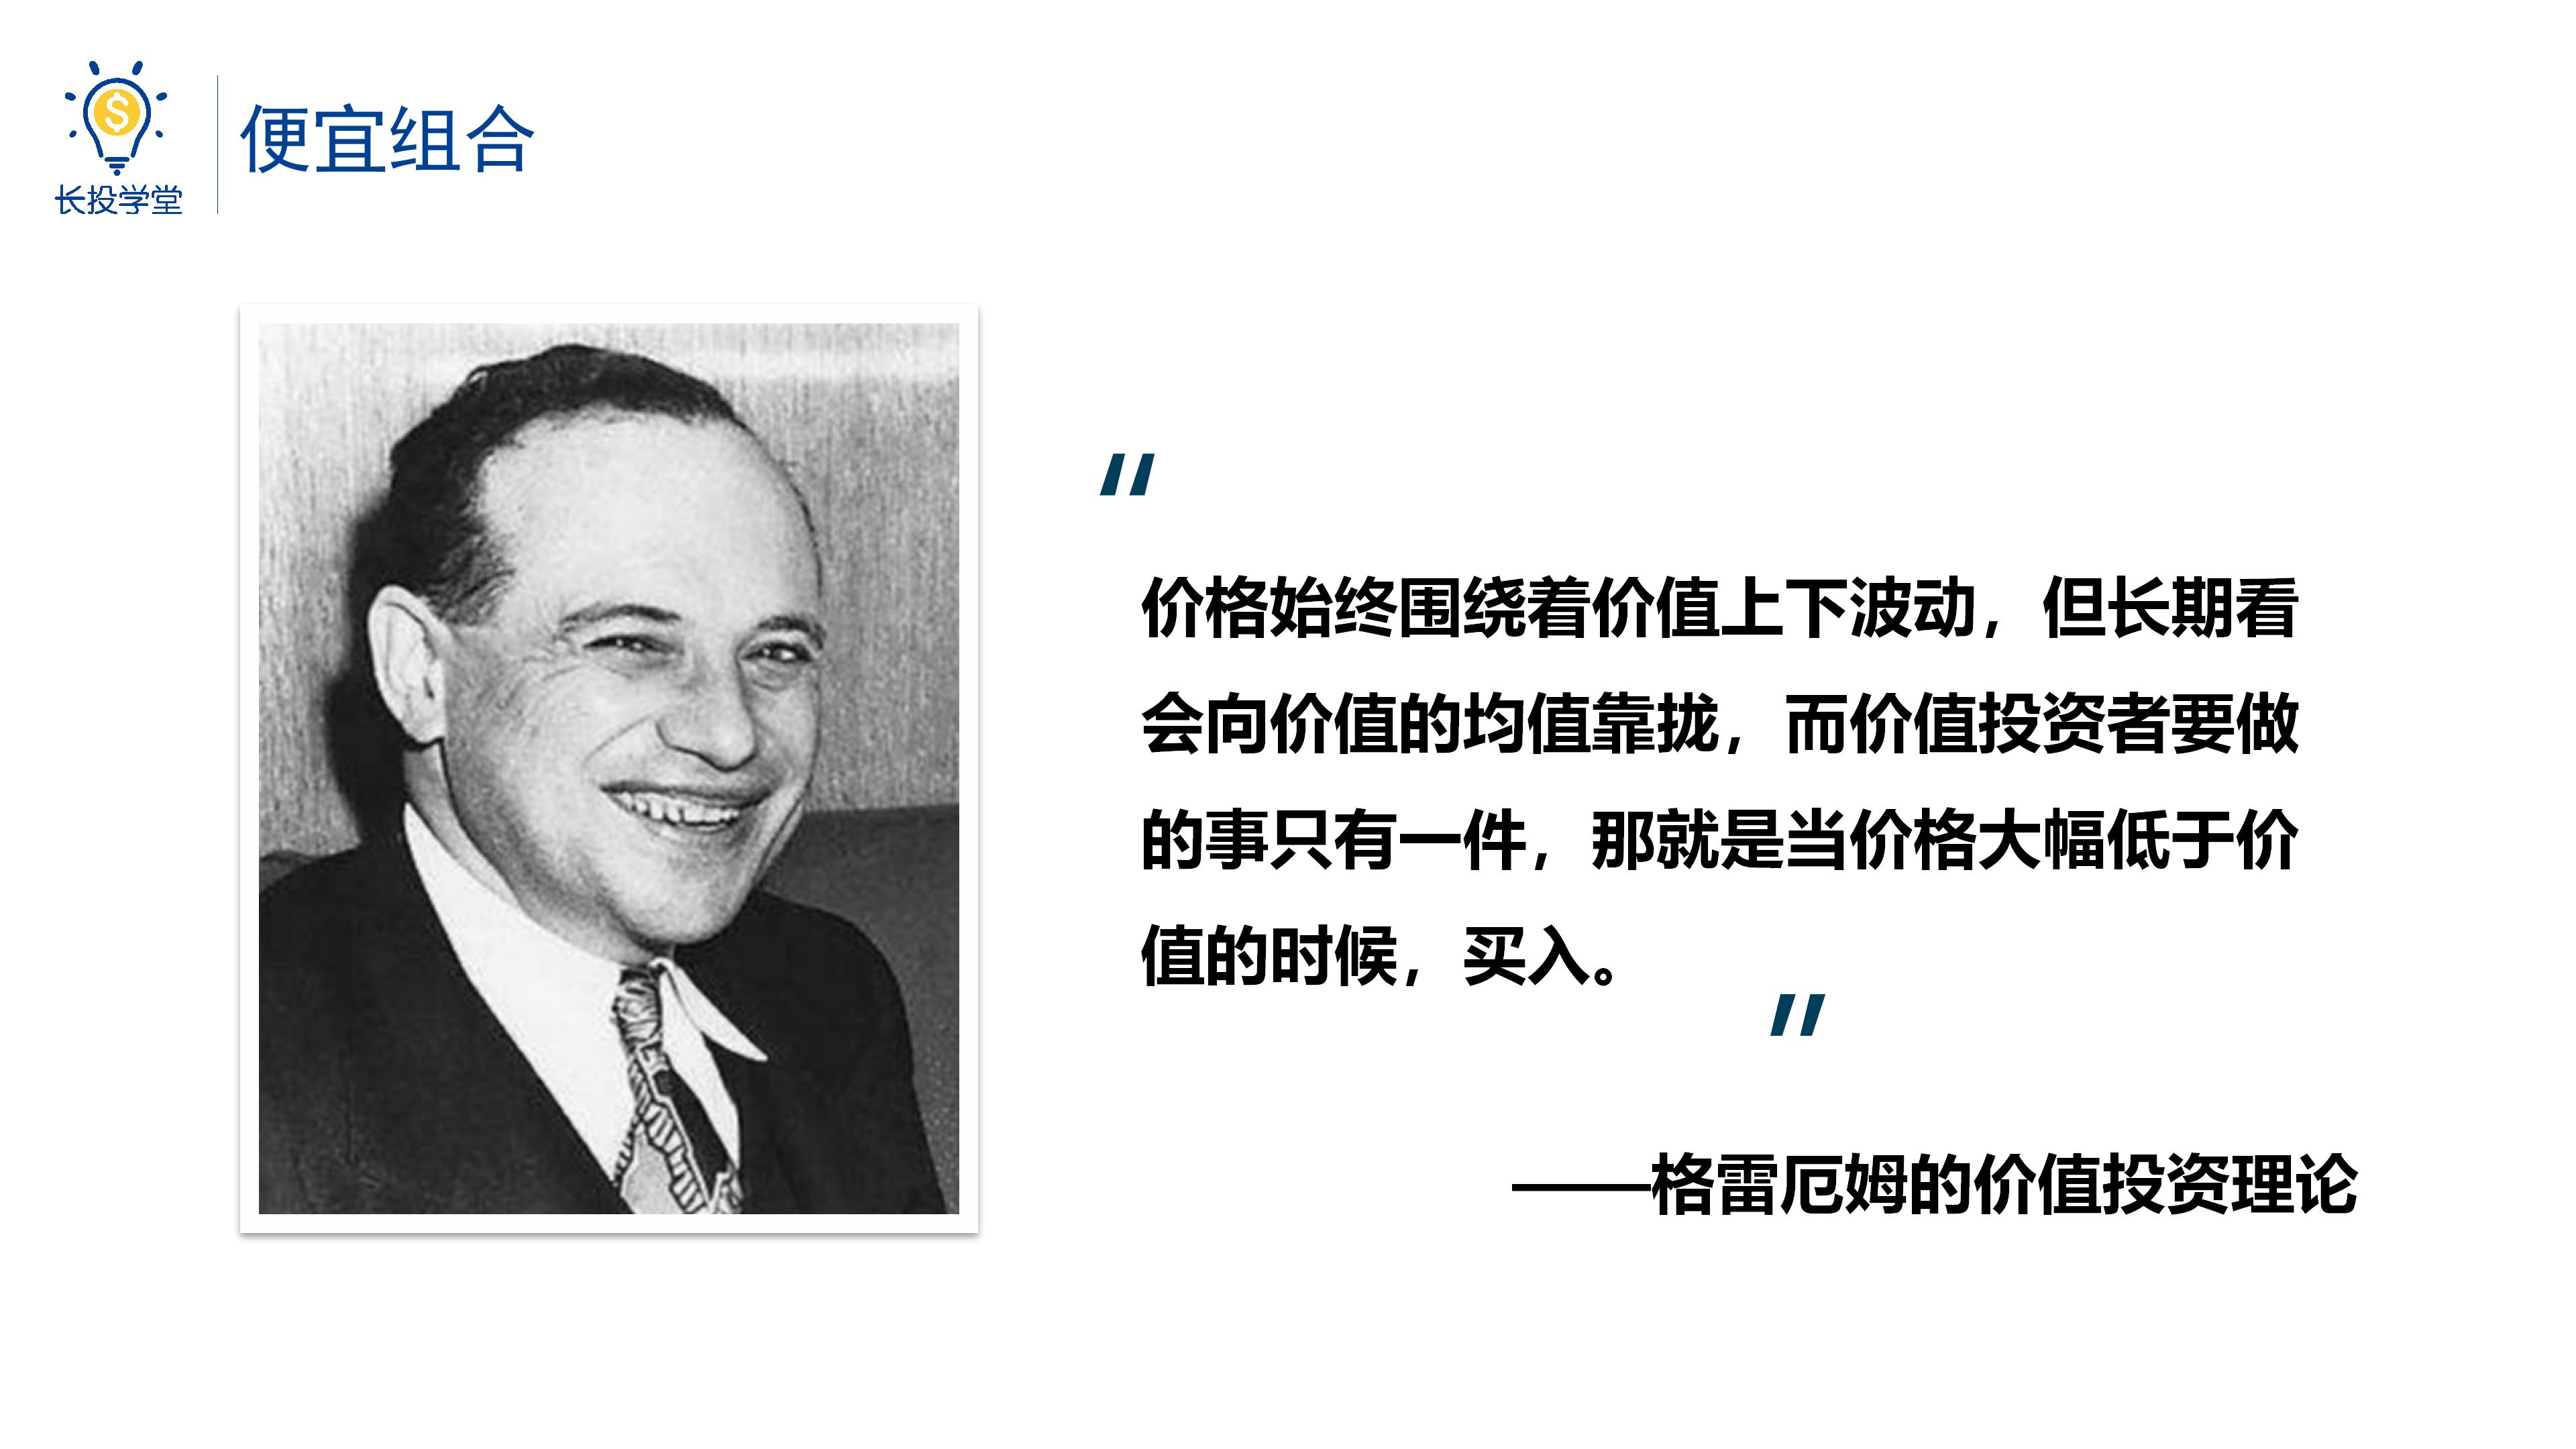 长投学堂
便宜组合
“
价格始终围绕着价值上下波动，但长期看
会向价值的均值靠拢，而价值投资者要做
的事只有一件，那就是当价格大幅低于价
值的时候，买入。
”
——格雷厄姆的价值投资理论